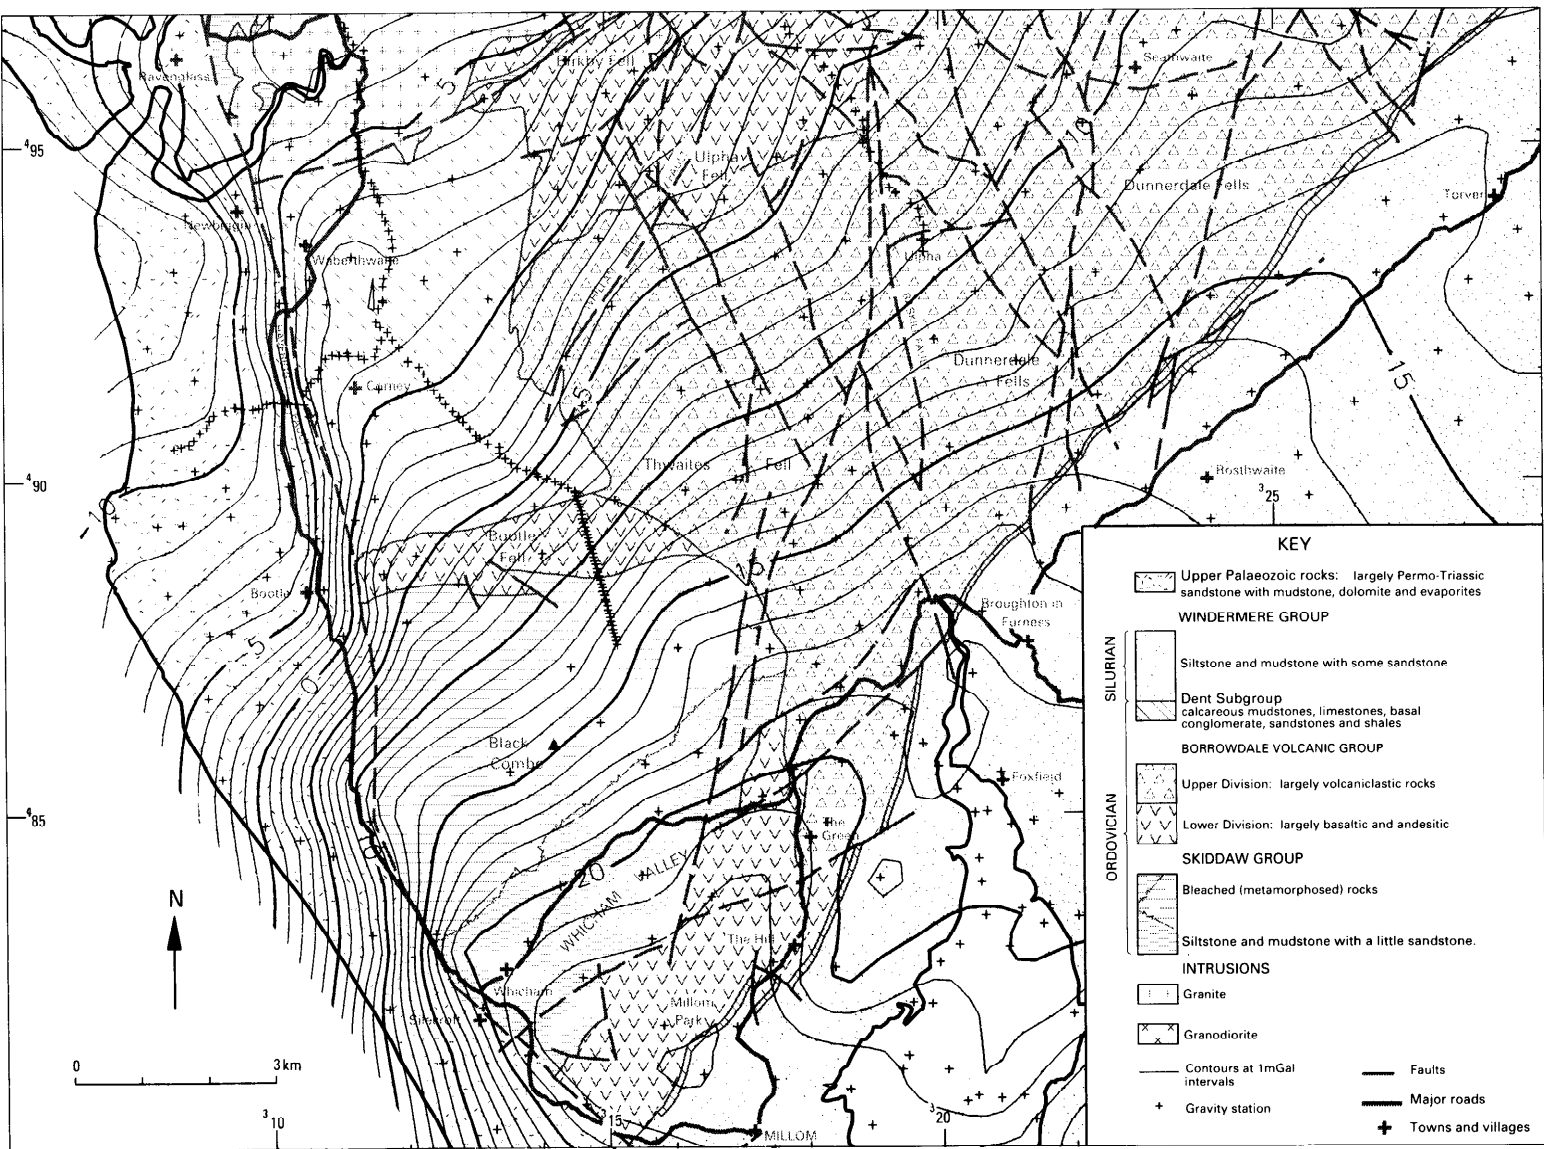 Ravenglass
5
Birkby Fell
Seathwaite
⁴95
Ulpha
Fell
10
Dunnerdale Fells
Torver
Newbiggin
Waberthwaite
Ulpha
Corney
Dunnerdale
Fells
15
15
Thwaites Fell
⁴90
Bosthwaite
³25
-10
Bootle
Fell
15
Bootle
Broughton in
Furness
-5
0
Black
Combe
Foxfield
⁴85
The
Green
20
WHICHAM VALLEY
The Hill
N
Whicham
Silecroft
Millom
Park
0 3km
³10
³15
³20
MILLOM
KEY
Upper Palaeozoic rocks: largely Permo-Triassic
sandstone with mudstone, dolomite and evaporites
WINDERMERE GROUP
SILURIAN
Siltstone and mudstone with some sandstone
Dent Subgroup
calcareous mudstones, limestones, basal
conglomerate, sandstones and shales
BORROWDALE VOLCANIC GROUP
ORDOVICIAN
Upper Division: largely volcaniclastic rocks
Lower Division: largely basaltic and andesitic
SKIDDAW GROUP
Bleached (metamorphosed) rocks
Siltstone and mudstone with a little sandstone.
INTRUSIONS
Granite
Granodiorite
Contours at 1mGal
intervals
Gravity station
Faults
Major roads
Towns and villages